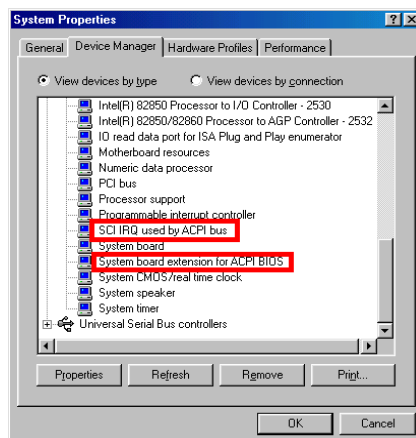 System Properties
General Device Manager Hardware Profiles Performance
View devices by type View devices by connection
Intel(R) 82850 Processor to I/O Controller - 2530
Intel(R) 82850/82860 Processor to AGP Controller - 2532
IO read data port for ISA Plug and Play enumerator
Motherboard resources
Numeric data processor
PCI bus
Processor support
Programmable interrupt controller
SCI IRQ used by ACPI bus
System board
System board extension for ACPI BIOS
System CMOS/real time clock
System speaker
System timer
Universal Serial Bus controllers
Properties Refresh Remove Print...
OK Cancel